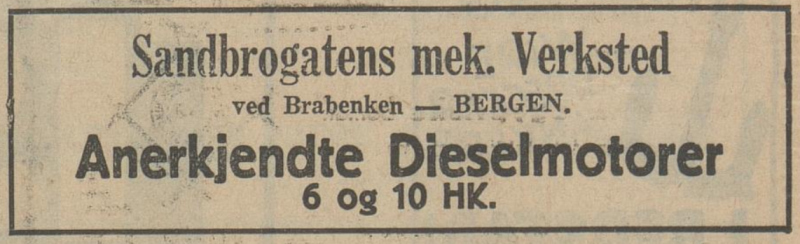 Sandbrogatens mek. Verksted
ved Brabenken — BERGEN.
Anerkjendte Dieselmotorer
6 og 10 HK.